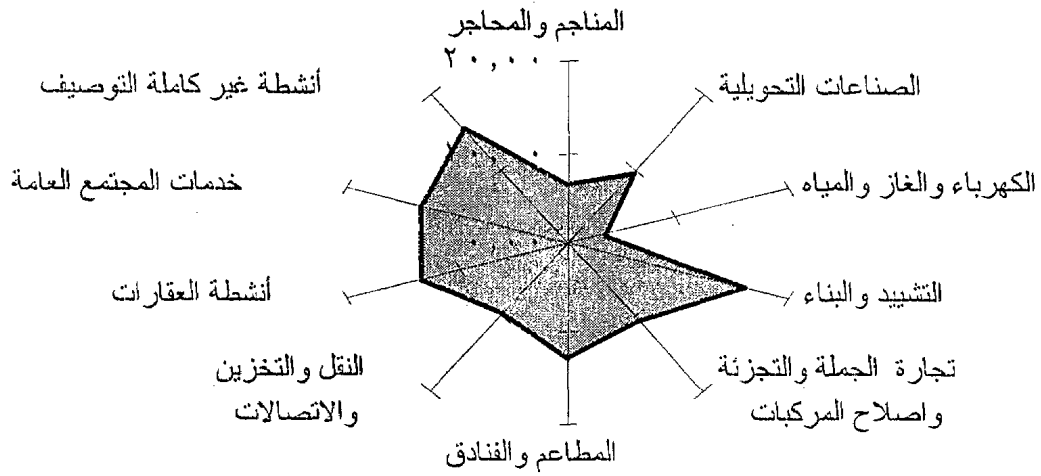 المناجم والمحاجر
٢٠,٠٠
أنشطة غير كاملة التوصيف
الصناعات التحويلية
خدمات المجتمع العامة
الكهرباء والغاز والمياه
أنشطة العقارات
التشييد والبناء
النقل والتخزين
والاتصالات
تجارة الجملة والتجزئة
واصلاح المركبات
المطاعم والفنادق